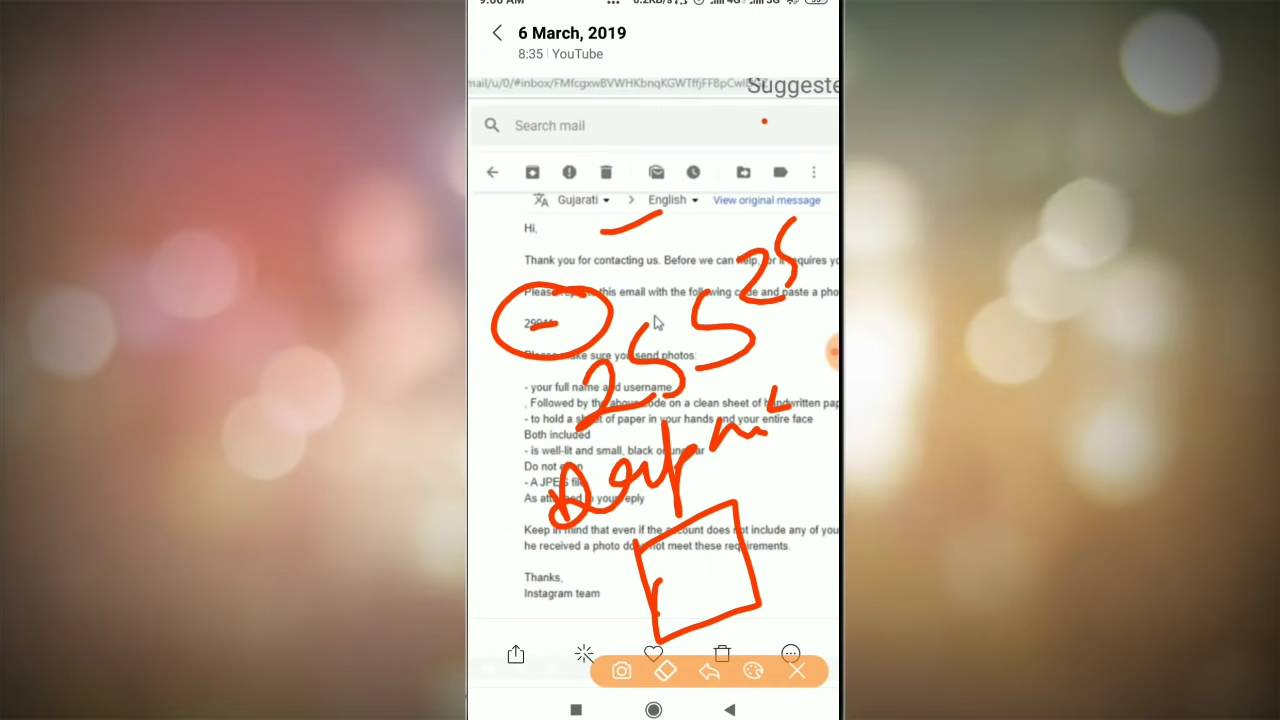 6 March, 2019
8:35 | YouTube
Suggeste
Search mail
Gujarati > English View original message
Hi,
Thank you for contacting us. Before we can help, requires yo
Please this email with the following code and paste a pho
Please make sure you send photos:
- your full name and username
, Followed by the above code on a clean sheet of handwritten pap
- to hold a sheet of paper in your hands and your entire face
Both included
- is well-lit and small, black or
Do not even
- A JPEG file
As attached to your reply
Keep in mind that even if the account does not include any of you
he received a photo does not meet these requirements.
Thanks,
Instagram team
255
25